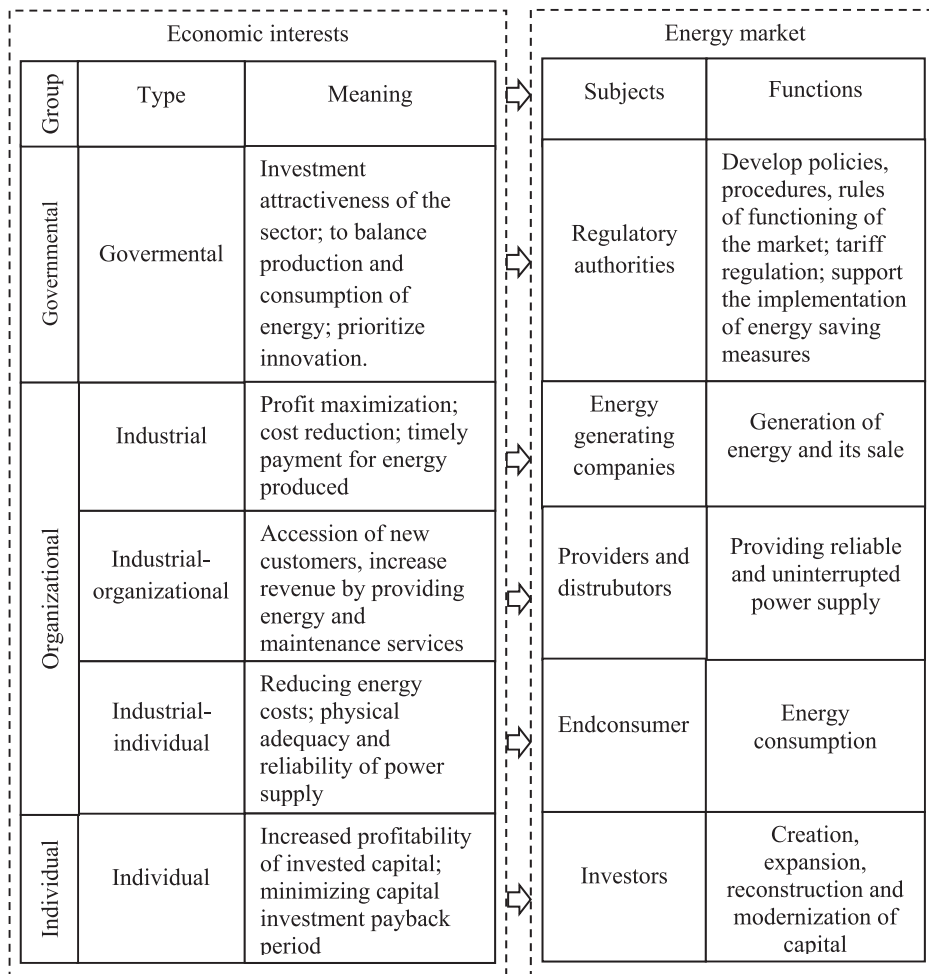 Economic interests
Energy market
Group
Type
Meaning
Subjects
Functions
Governmental
Govermental
Investment
attractiveness of the
sector; to balance
production and
consumption of
energy; prioritize
innovation.
Regulatory
authorities
Develop policies,
procedures, rules
of functioning of
the market; tariff
regulation; support
the implementation
of energy saving
measures
Organizational
Industrial
Profit maximization;
cost reduction; timely
payment for energy
produced
Energy
generating
companies
Generation of
energy and its sale
Industrial-
organizational
Accession of new
customers, increase
revenue by providing
energy and
maintenance services
Providers and
distrubutors
Providing reliable
and uninterrupted
power supply
Industrial-
individual
Reducing energy
costs; physical
adequacy and
reliability of power
supply
Endconsumer
Energy
consumption
Individual
Individual
Increased profitability
of invested capital;
minimizing capital
investment payback
period
Investors
Creation,
expansion,
reconstruction and
modernization of
capital